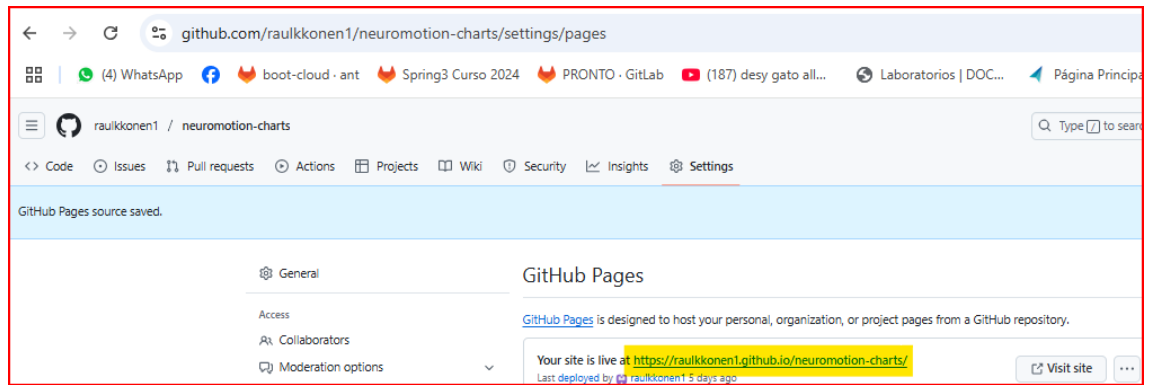 github.com/raulkkonen1/neuromotion-charts/settings/pages
(4) WhatsApp boot-cloud · ant Spring3 Curso 2024 PRONTO · GitLab (187) desy gato all... Laboratorios | DOC... Página Principa
raulkkonen1 / neuromotion-charts Type / to sear
<> Code Issues Pull requests Actions Projects Wiki Security Insights Settings
GitHub Pages source saved.
General
GitHub Pages
Access
GitHub Pages is designed to host your personal, organization, or project pages from a GitHub repository.
Collaborators
Your site is live at https://raulkkonen1.github.io/neuromotion-charts/ Visit site ...
Moderation options
Last deployed by raulkkonen1 5 days ago